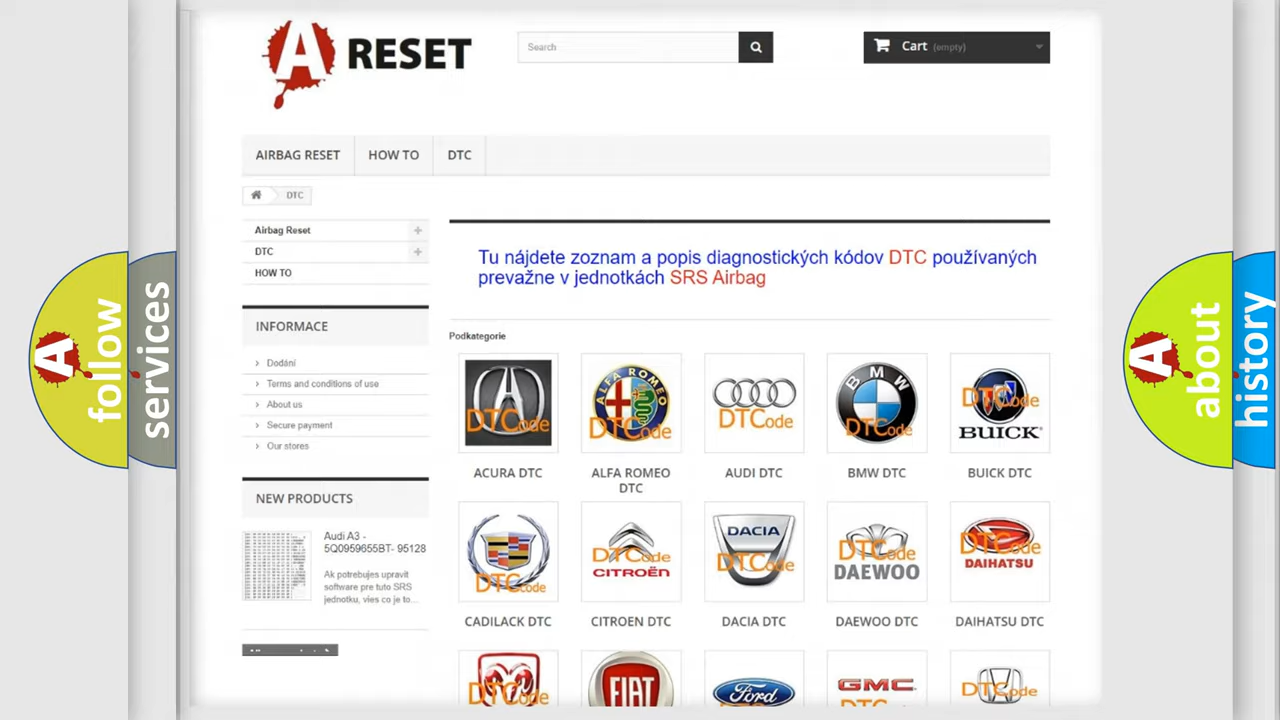 A RESET
Search
Cart (empty)
AIRBAG RESET
HOW TO
DTC
DTC
Airbag Reset
DTC
HOW TO
INFORMACE
Dodání
Terms and conditions of use
About us
Secure payment
Our stores
NEW PRODUCTS
Audi A3 -
5Q0959655BT- 95128
Ak potrebujes upravit
software pre tuto SRS
jednotku, vies co je to...
Tu nájdete zoznam a popis diagnostických kódov DTC používaných
prevažne v jednotkách SRS Airbag
Podkategorie
DTCode
ALFA ROMEO
DTCode
DTCode
BMW
DTCode
DTCode
BUICK
ACURA DTC
ALFA ROMEO
DTC
AUDI DTC
BMW DTC
BUICK DTC
DTCode
DTCode
CITROËN
DACIA
DTCode
DTCode
DAEWOO
DTCode
DAIHATSU
CADILACK DTC
CITROEN DTC
DACIA DTC
DAEWOO DTC
DAIHATSU DTC
DTCode
FIAT
Ford
GMC
DTCode
A follow
services
A about
history